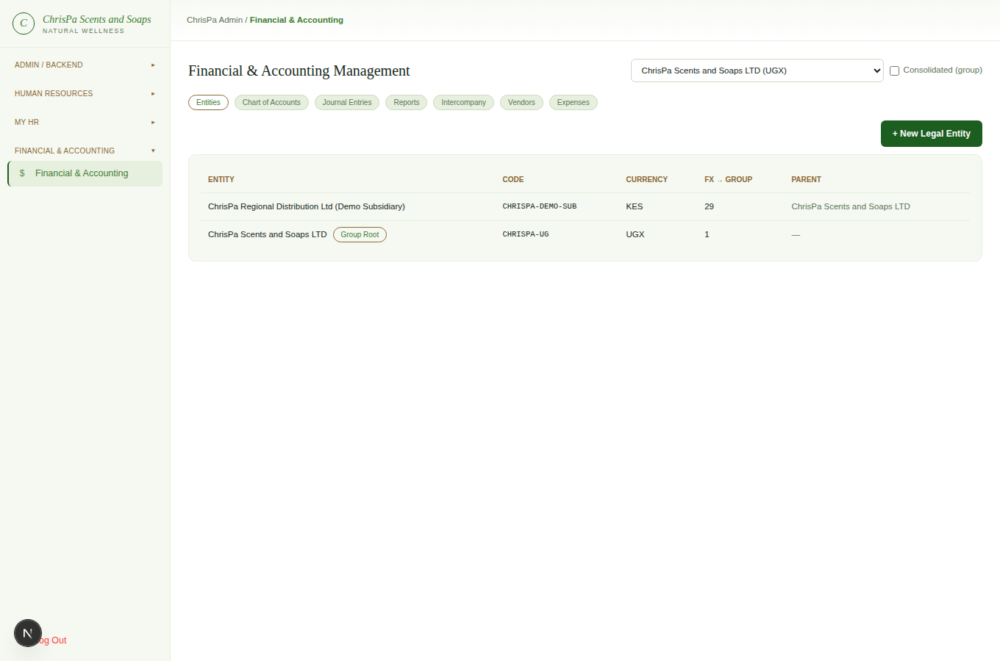 C
ChrisPa Scents and Soaps
NATURAL WELLNESS
ADMIN / BACKEND ▸
HUMAN RESOURCES ▸
MY HR ▸
FINANCIAL & ACCOUNTING ▾
$ Financial & Accounting
N
og Out
ChrisPa Admin / Financial & Accounting
Financial & Accounting Management
ChrisPa Scents and Soaps LTD (UGX)
Consolidated (group)
Entities Chart of Accounts Journal Entries Reports Intercompany Vendors Expenses
+ New Legal Entity
ENTITY CODE CURRENCY FX → GROUP PARENT
ChrisPa Regional Distribution Ltd (Demo Subsidiary) CHRISPA-DEMO-SUB KES 29 ChrisPa Scents and Soaps LTD
ChrisPa Scents and Soaps LTD Group Root CHRISPA-UG UGX 1 —